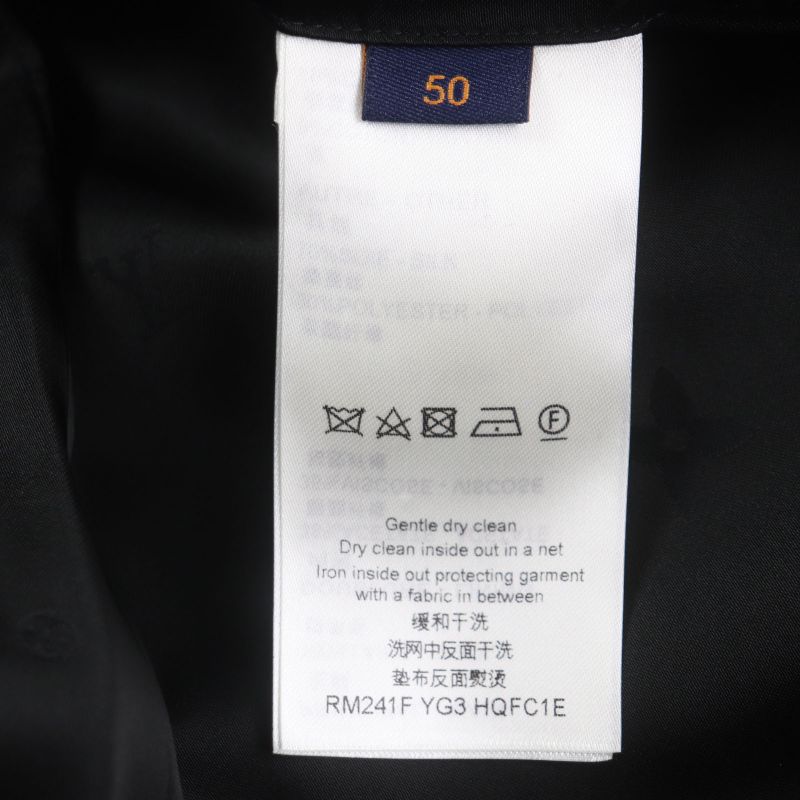 50
Gentle dry clean
Dry clean inside out in a net
Iron inside out protecting garment
with a fabric in between
缓和干洗
洗网中反面干洗
垫布反面熨烫
RM241F YG3 HQFC1E